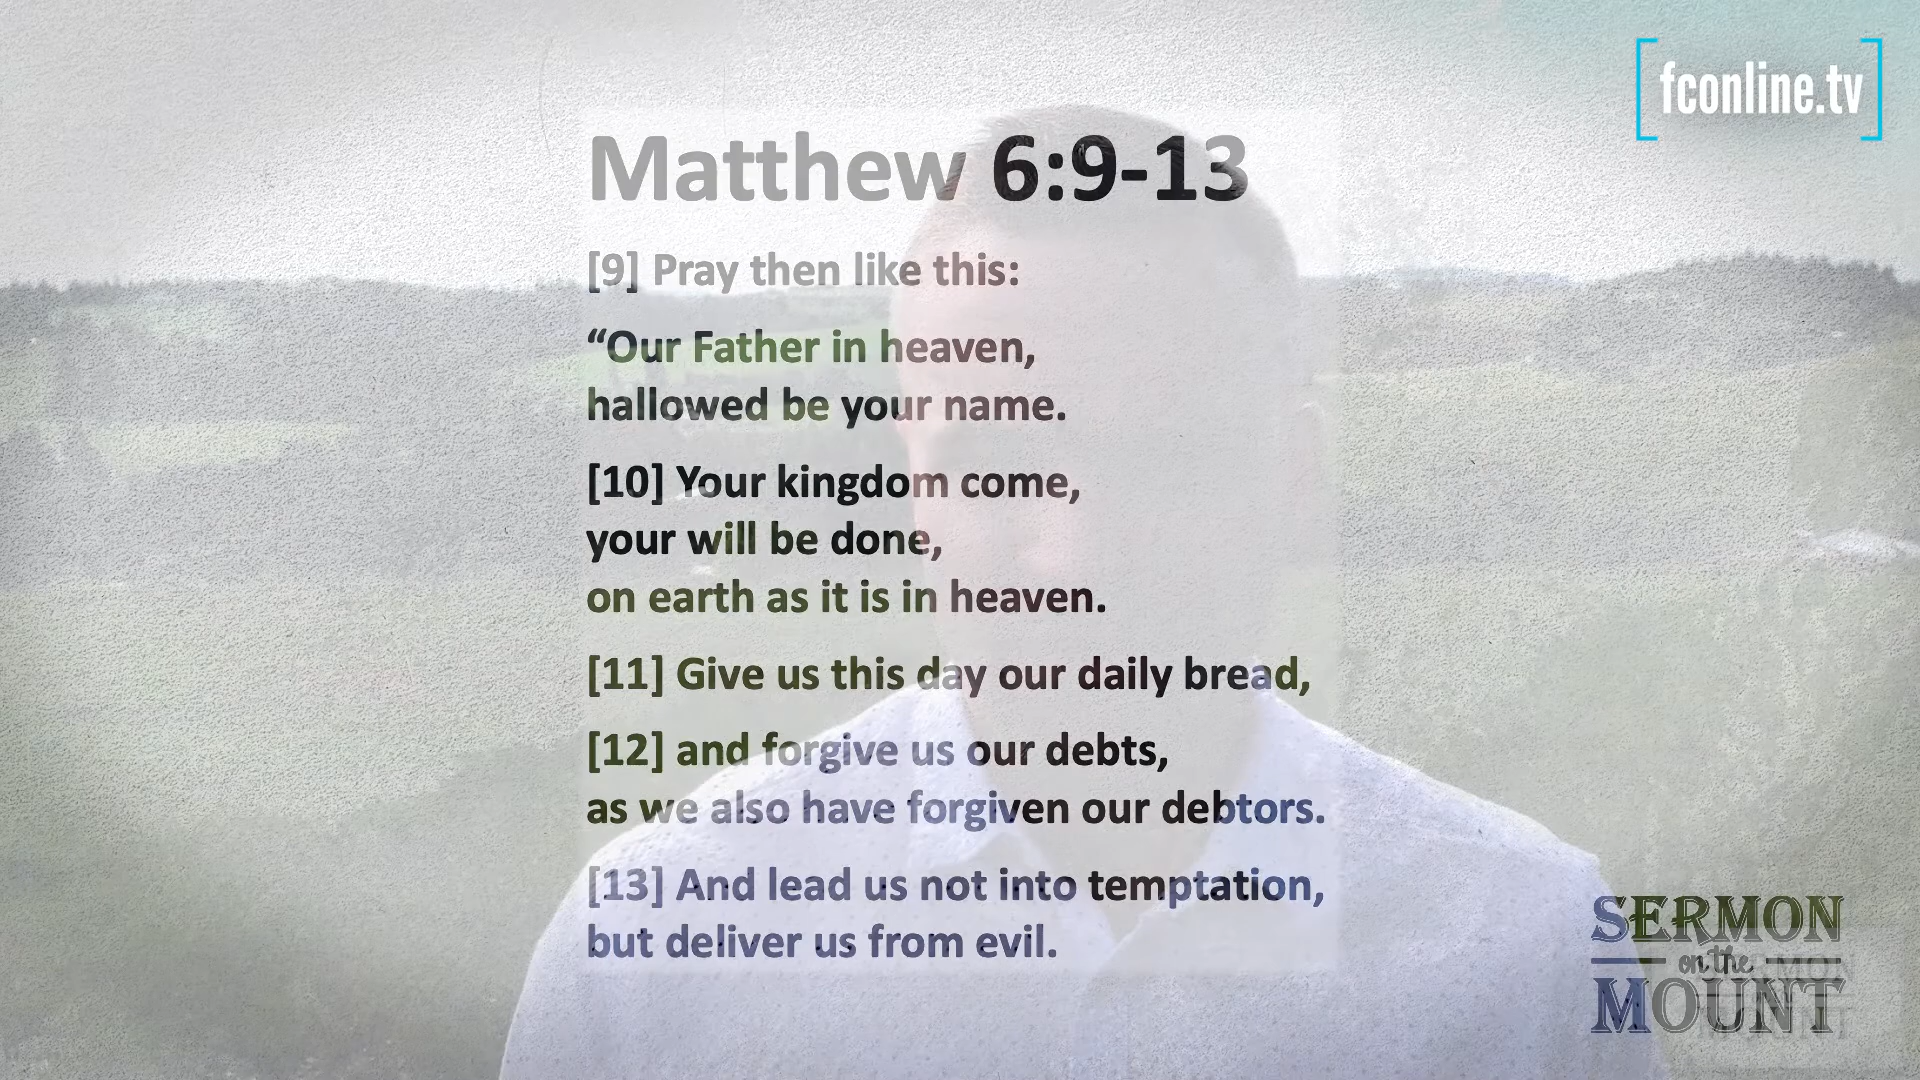 [fconline.tv]
Matthew 6:9-13
[9] Pray then like this:
“Our Father in heaven,
hallowed be your name.
[10] Your kingdom come,
your will be done,
on earth as it is in heaven.
[11] Give us this day our daily bread,
[12] and forgive us our debts,
as we also have forgiven our debtors.
[13] And lead us not into temptation,
but deliver us from evil.
SERMON
on the
MOUNT